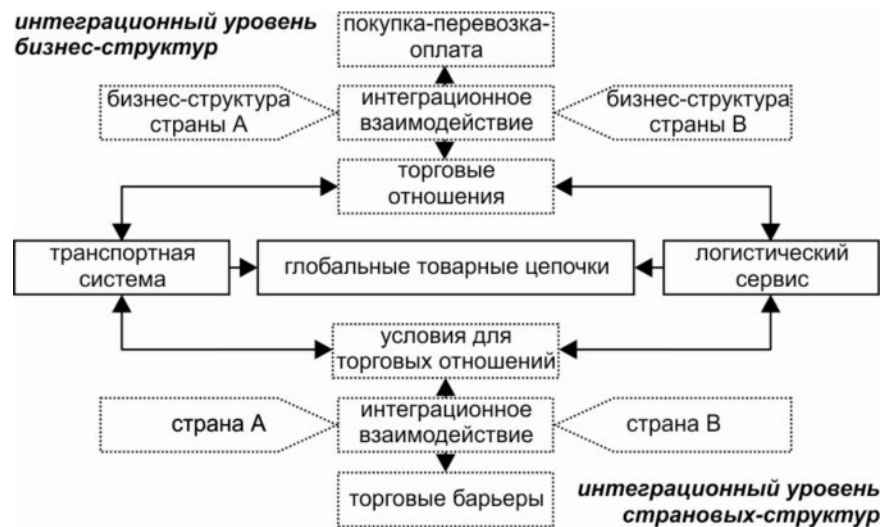 интеграционный уровень
бизнес-структур
покупка-перевозка-
оплата
бизнес-структура
страны А
интеграционное
взаимодействие
бизнес-структура
страны В
торговые
отношения
транспортная
система
глобальные товарные цепочки
логистический
сервис
условия для
торговых отношений
страна А
интеграционное
взаимодействие
страна В
торговые барьеры
интеграционный уровень
страновых-структур